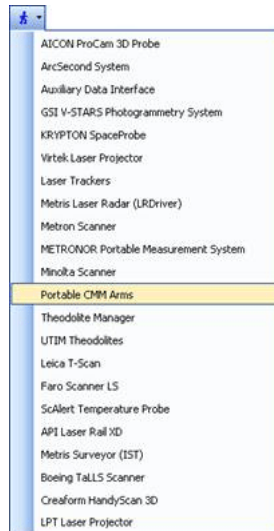 AICON ProCam 3D Probe
ArcSecond System
Auxiliary Data Interface
GSI V-STARS Photogrammetry System
KRYPTON SpaceProbe
Virtek Laser Projector
Laser Trackers
Metris Laser Radar (LRDriver)
Metron Scanner
METRONOR Portable Measurement System
Minolta Scanner
Portable CMM Arms
Theodolite Manager
UTIM Theodolites
Leica T-Scan
Faro Scanner LS
ScAlert Temperature Probe
API Laser Rail XD
Metris Surveyor (IST)
Boeing TaLLS Scanner
Creaform HandyScan 3D
LPT Laser Projector